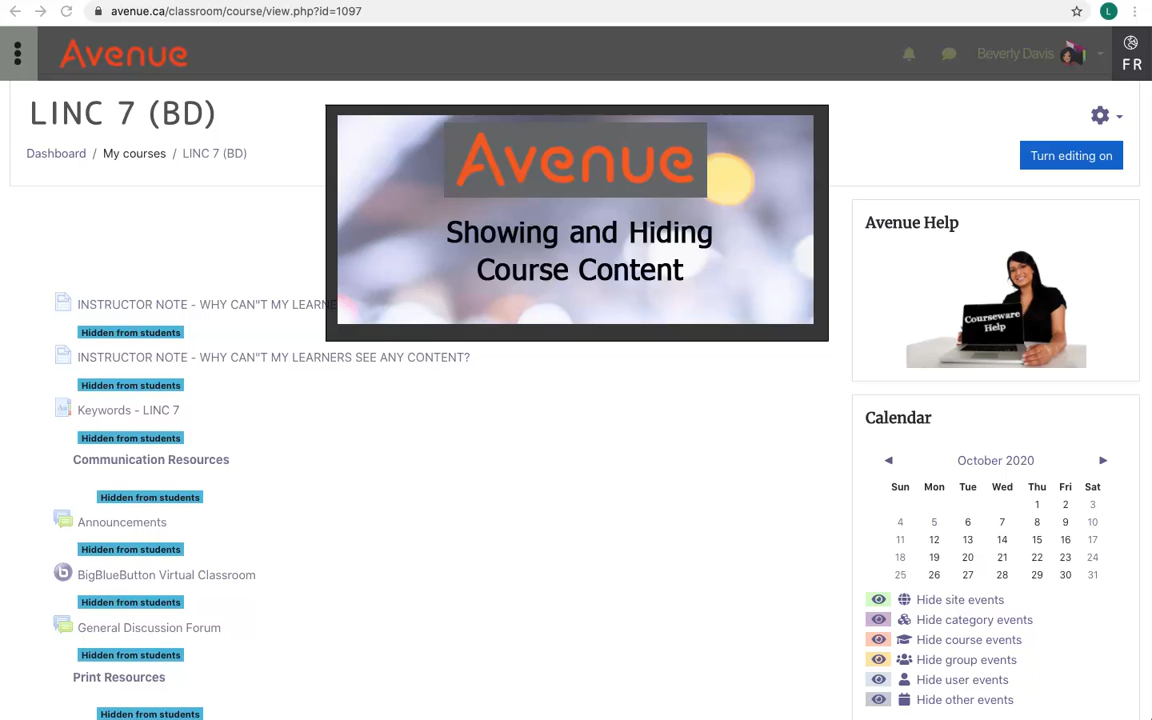 avenue.ca/classroom/course/view.php?id=1097
L
Avenue
Beverly Davis
FR
LINC 7 (BD)
Dashboard / My courses / LINC 7 (BD)
Turn editing on
Avenue
Showing and Hiding
Course Content
INSTRUCTOR NOTE - WHY CAN"T MY LEARNE
Hidden from students
INSTRUCTOR NOTE - WHY CAN"T MY LEARNERS SEE ANY CONTENT?
Hidden from students
Aa
Keywords - LINC 7
Hidden from students
Communication Resources
Hidden from students
Announcements
Hidden from students
b
BigBlueButton Virtual Classroom
Hidden from students
General Discussion Forum
Hidden from students
Print Resources
Hidden from students
Avenue Help
Courseware
Help
Calendar
◄ October 2020 ►
Sun Mon Tue Wed Thu Fri Sat
1 2 3
4 5 6 7 8 9 10
11 12 13 14 15 16 17
18 19 20 21 22 23 24
25 26 27 28 29 30 31
Hide site events
Hide category events
Hide course events
Hide group events
Hide user events
Hide other events